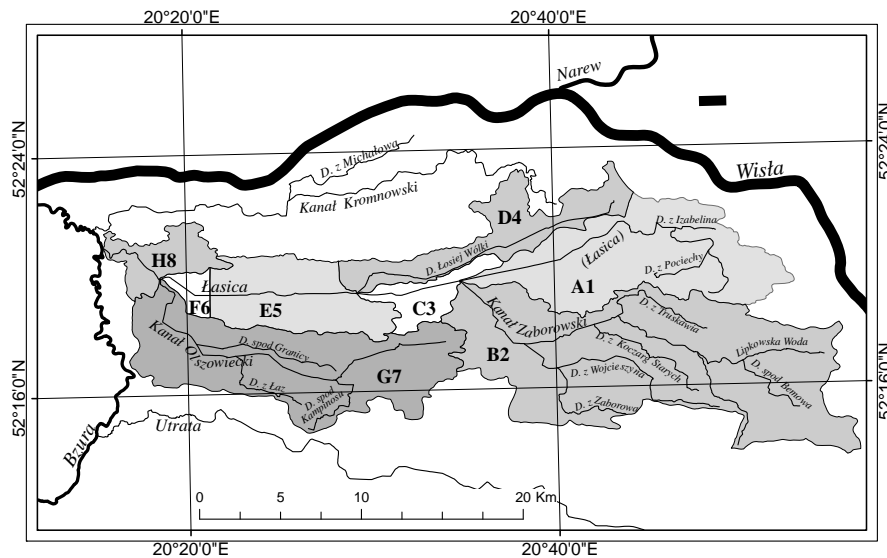 20°20'0"E 20°40'0"E
Narew
52°24'0"N
52°24'0"N
D. z Michałowa
Wisła
Kanał Kromnowski
D4
D. z Izabelina
H8
D. Łosiej Wólki
(Łasica)
D. z Pociechy
Łasica
A1
F6
E5
C3
D. z Truskawia
Kanał Zaborowski
Kanał Olszowiecki
D. spod Granicy
B2
D. z Koczarg Starych
Lipkowska Woda
D. z Wojcieszyna
D. spod Bemowa
G7
D. z Łaz
D. spod
Kampinosu
D. z Zaborowa
52°16'0"N
52°16'0"N
Bzura
Utrata
0 5 10 20 Km
20°20'0"E 20°40'0"E